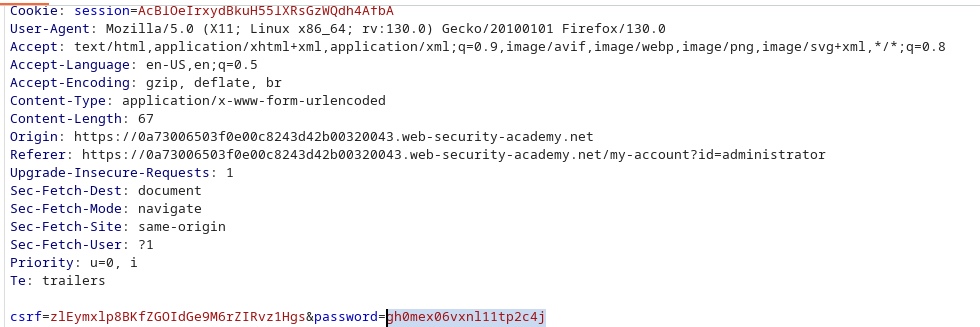 Cookie: session=AcBlOeIrxydBkuH55lXRsGzWQdh4AfbA
User-Agent: Mozilla/5.0 (X11; Linux x86_64; rv:130.0) Gecko/20100101 Firefox/130.0
Accept: text/html,application/xhtml+xml,application/xml;q=0.9,image/avif,image/webp,image/png,image/svg+xml,*/*;q=0.8
Accept-Language: en-US,en;q=0.5
Accept-Encoding: gzip, deflate, br
Content-Type: application/x-www-form-urlencoded
Content-Length: 67
Origin: https://0a73006503f0e00c8243d42b00320043.web-security-academy.net
Referer: https://0a73006503f0e00c8243d42b00320043.web-security-academy.net/my-account?id=administrator
Upgrade-Insecure-Requests: 1
Sec-Fetch-Dest: document
Sec-Fetch-Mode: navigate
Sec-Fetch-Site: same-origin
Sec-Fetch-User: ?1
Priority: u=0, i
Te: trailers
csrf=zlEymxlp8BKfZGOIdGe9M6rZIRvz1Hgs&password=gh0mex06vxnl11tp2c4j